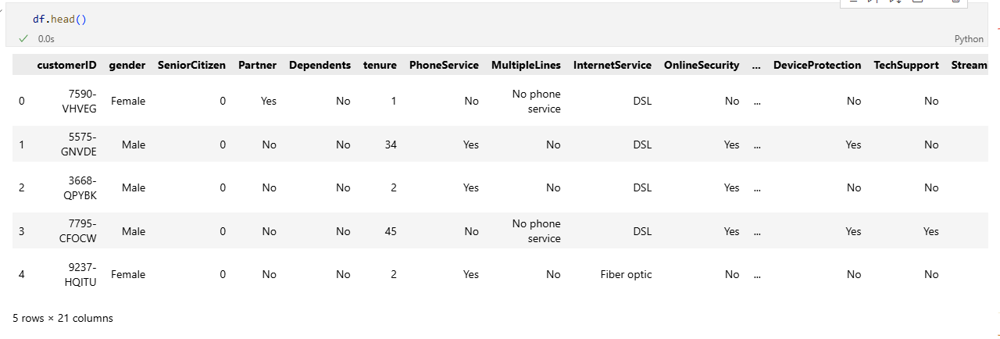 df.head()
0.0s
Python
customerID gender SeniorCitizen Partner Dependents tenure PhoneService MultipleLines InternetService OnlineSecurity ... DeviceProtection TechSupport Stream
0 7590-VHVEG Female 0 Yes No 1 No No phone service DSL No ... No No
1 5575-GNVDE Male 0 No No 34 Yes No DSL Yes ... Yes No
2 3668-QPYBK Male 0 No No 2 Yes No DSL Yes ... No No
3 7795-CFOCW Male 0 No No 45 No No phone service DSL Yes ... Yes Yes
4 9237-HQITU Female 0 No No 2 Yes No Fiber optic No ... No No
5 rows × 21 columns